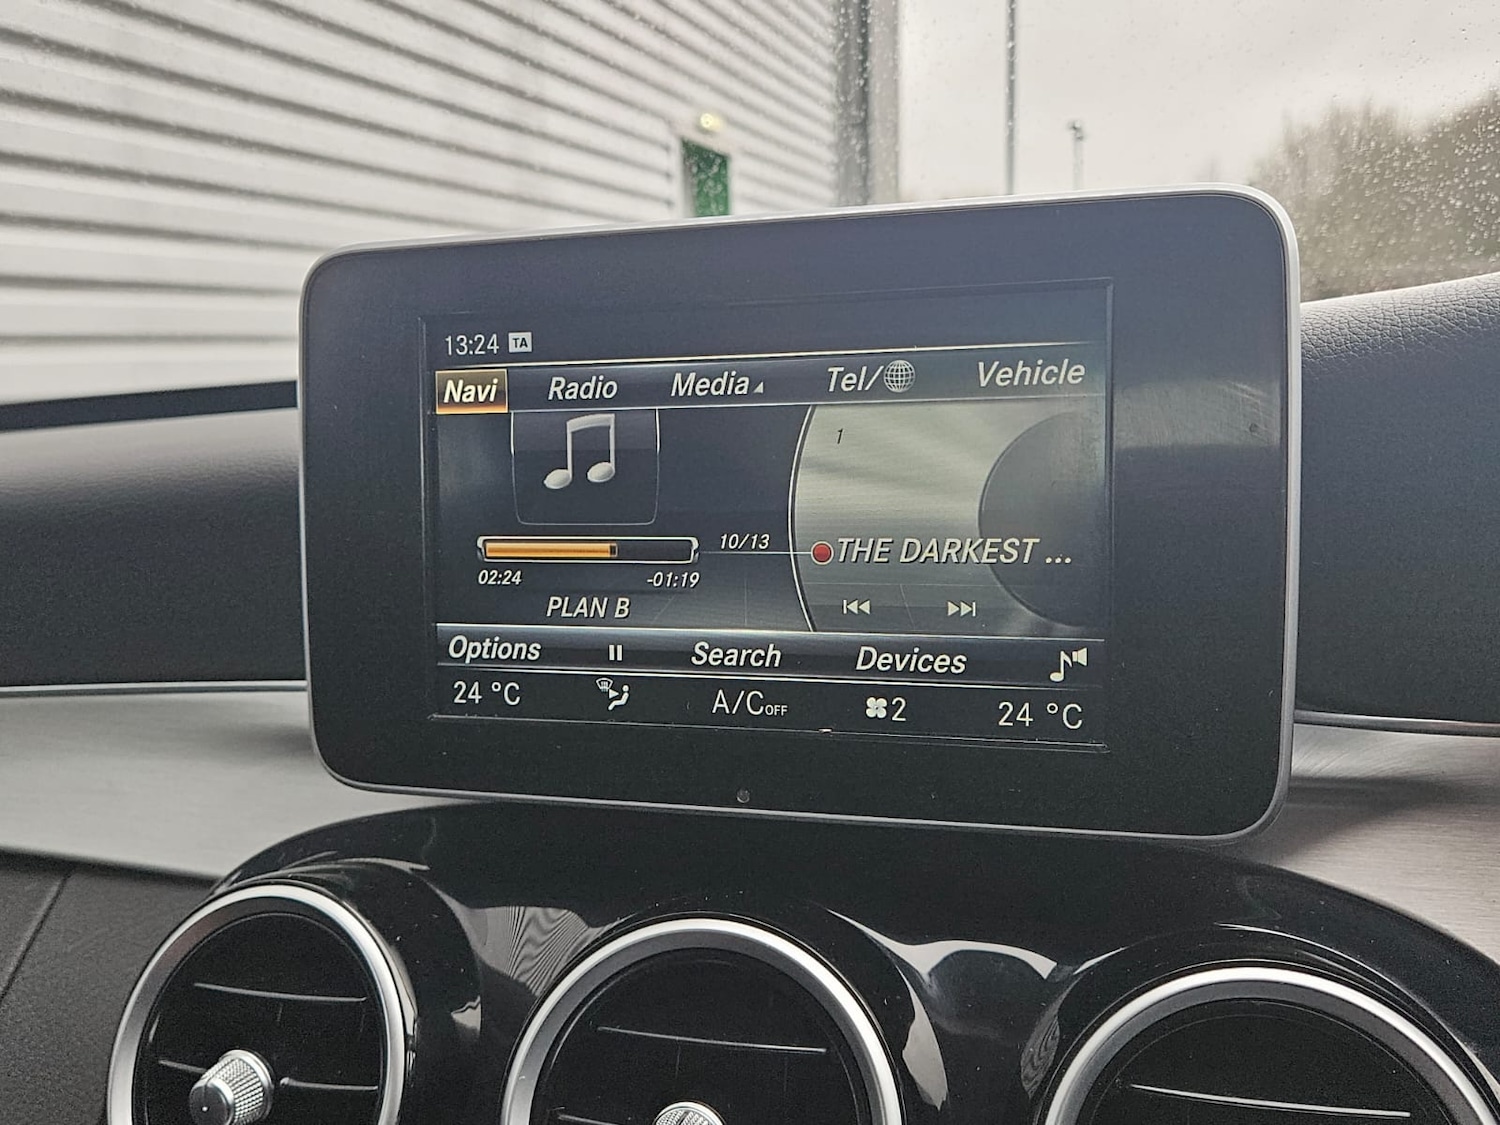 13:24 TA
Navi Radio Media Tel/ Vehicle
1
10/13
THE DARKEST ...
02:24 -01:19
PLAN B
Options Search Devices
24 °C A/C OFF 2 24 °C